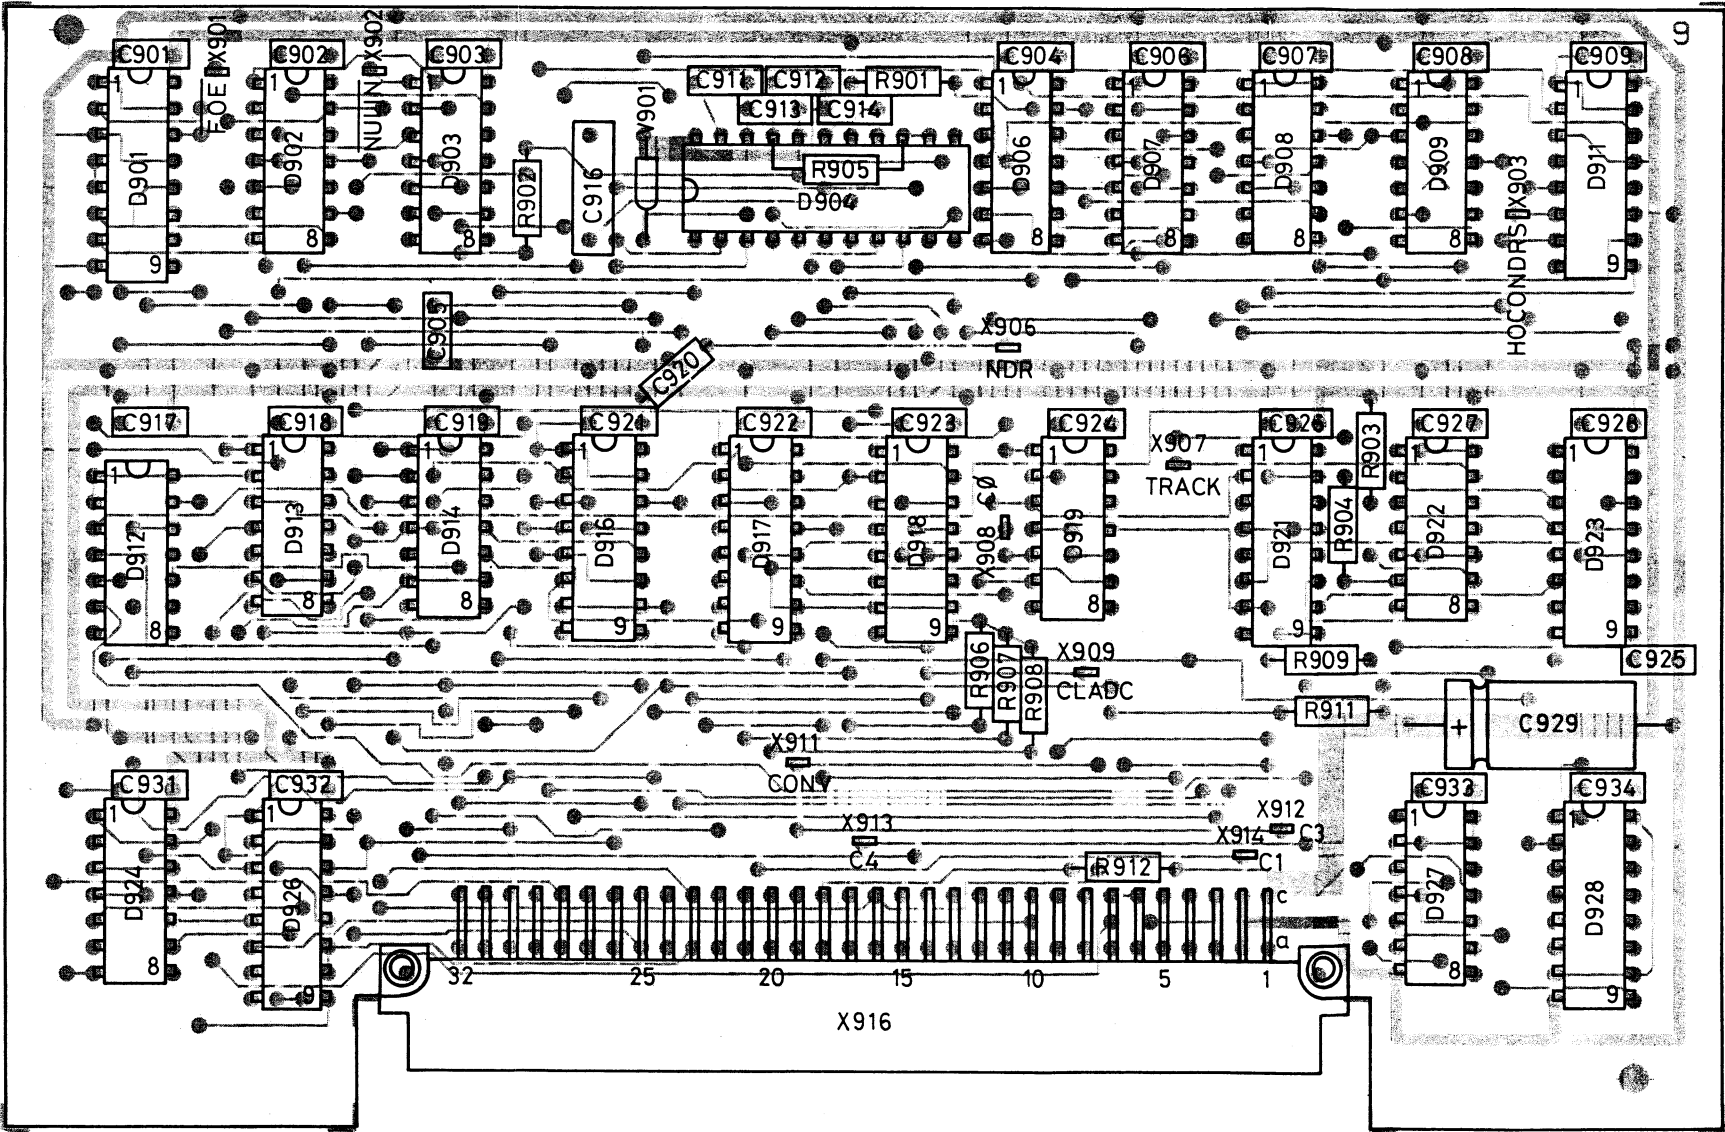 9
C901 X901 C902 X902 C903 C904 C906 C907 C908 C909
C911 C912 R901
C913 C914
1 FOE 1 NUWIN 1 V901 1 1 1 1 1
D901 D902 D903 R902 C916 R905 D904 D906 D907 D908 D909 X903 D911
8 8 8 8 8 8
9 9
HOCONDRS
C905 X906
C920 NDR
C917 C918 C919 C921 C922 C923 C924 C926 C927 C928
X907
TRACK
1 1 1 1 1 1 1 1 1 1
R903
CØ
X908
D912 D913 D914 D916 D917 D918 D919 D921 R904 D922 D923
8 8 8 9 9 9 8 9 8 9
R906 R907 R908 X909 R909 C925
CLADC
R911 + C929
X911
CONV
C931 C932 C933 C934
1 1 X913 X912 1 1
C4 X914 C3
R912 C1
D924 D926 c D927 D928
a
8 9 8 9
32 25 20 15 10 5 1
X916